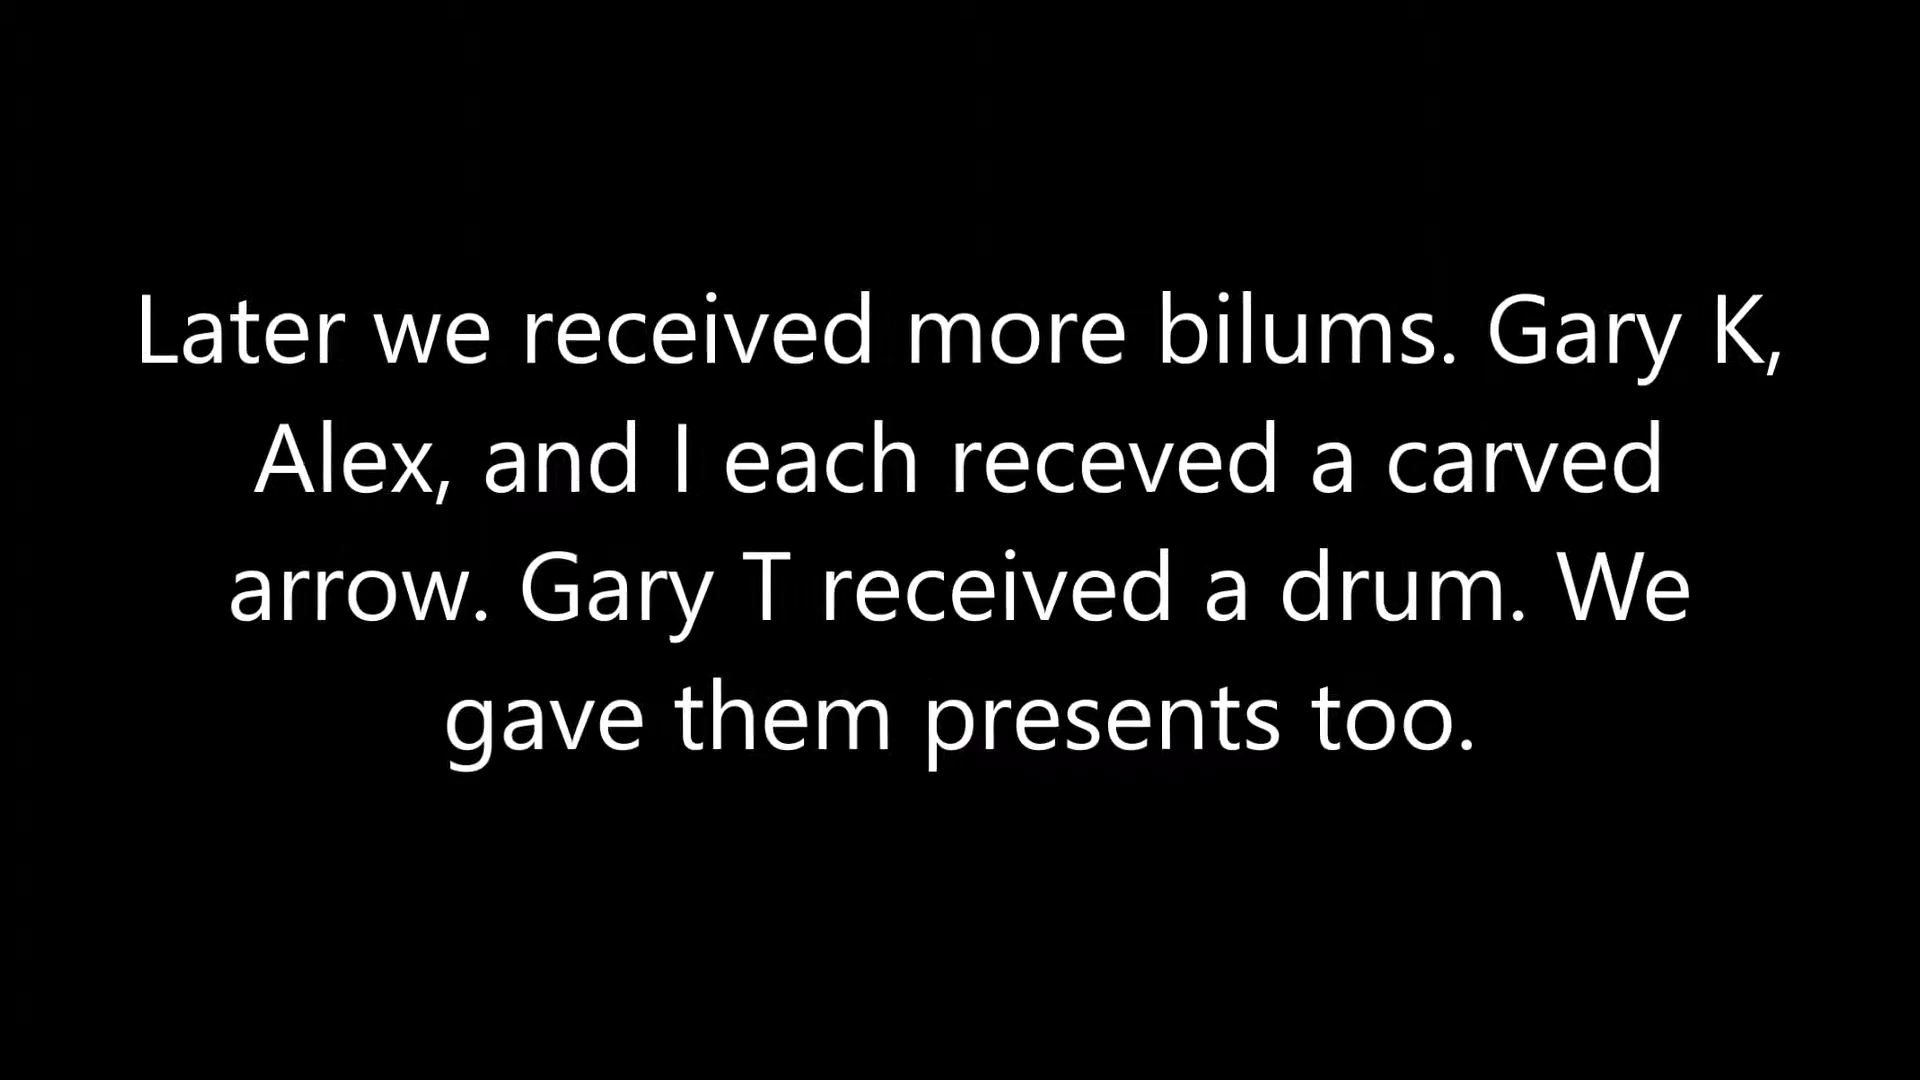 Later we received more bilums. Gary K,
Alex, and I each receved a carved
arrow. Gary T received a drum. We
gave them presents too.